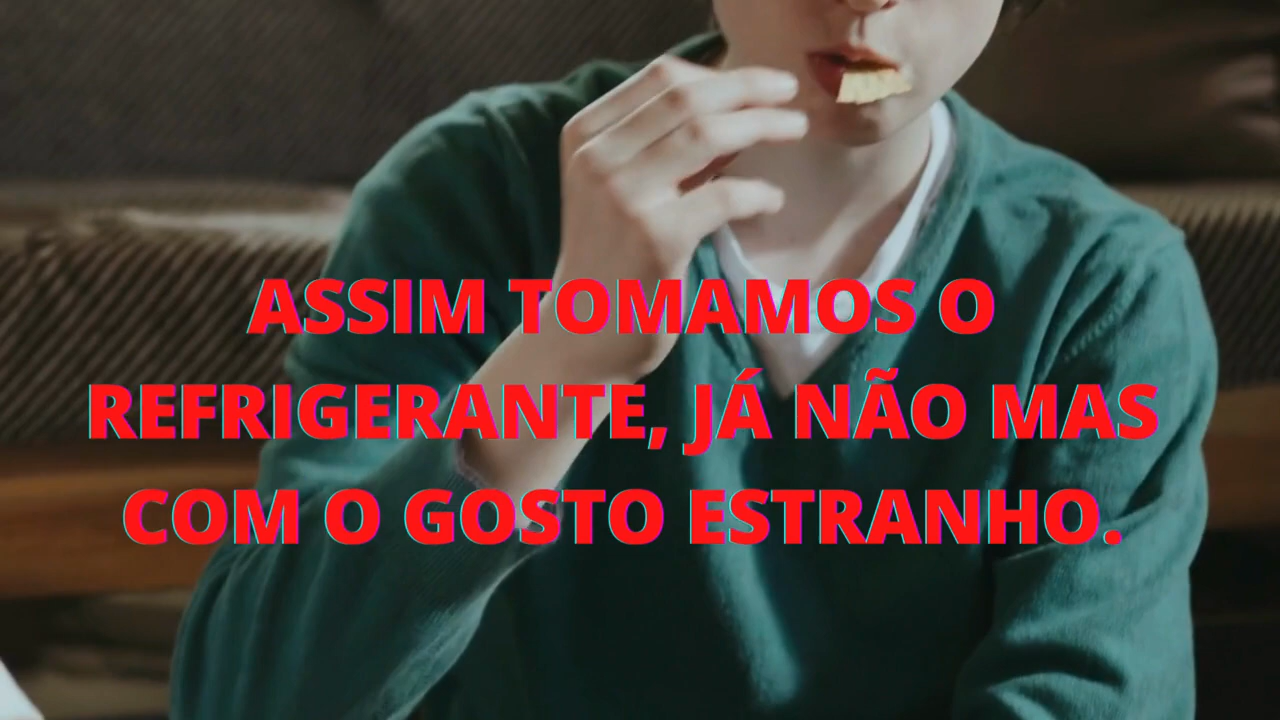 ASSIM TOMAMOS O
REFRIGERANTE, JÁ NÃO MAS
COM O GOSTO ESTRANHO.